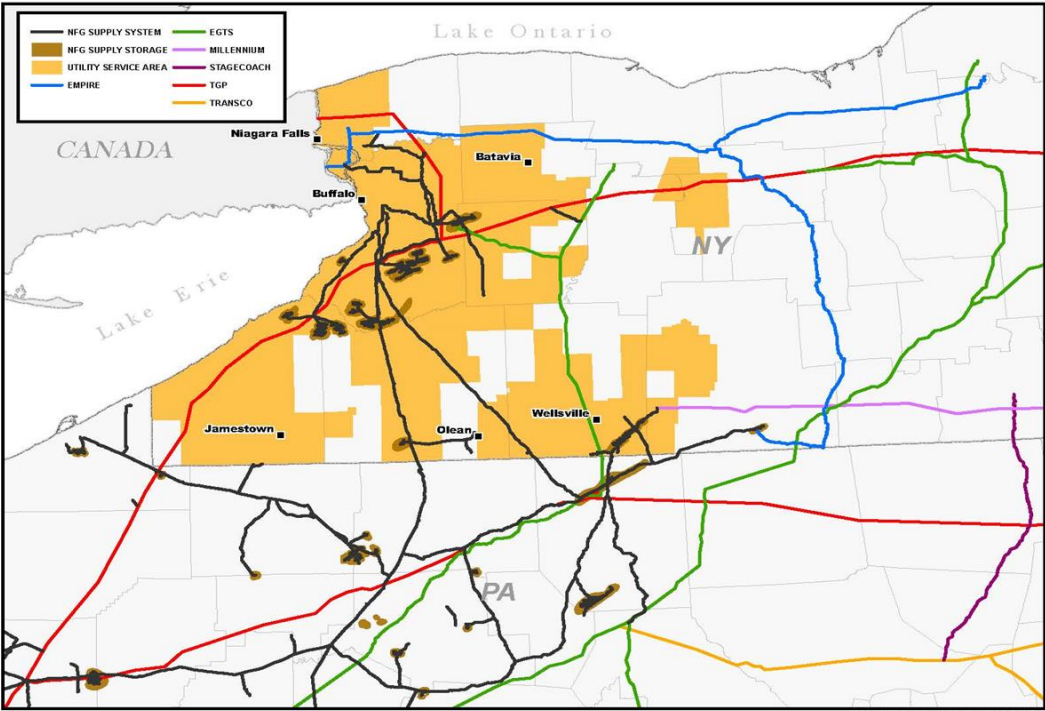 NFG SUPPLY SYSTEM
NFG SUPPLY STORAGE
UTILITY SERVICE AREA
EMPIRE
EGTS
MILLENNIUM
STAGECOACH
TGP
TRANSCO
Lake Ontario
Niagara Falls
CANADA
Batavia
Buffalo
NY
Lake Erie
Wellsville
Jamestown
Olean
PA